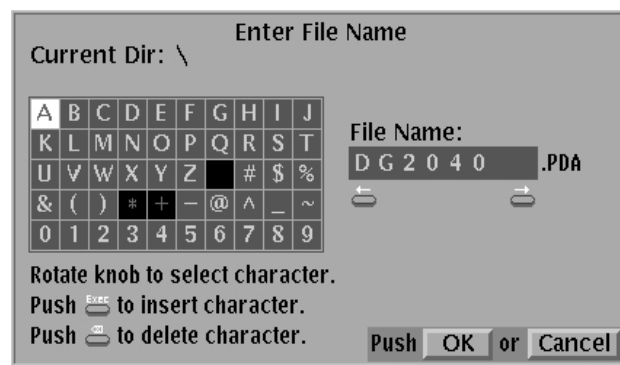 Enter File Name
Current Dir: \
A B C D E F G H I J
K L M N O P Q R S T
U V W X Y Z # $ %
& ( ) * + – @ ^ _ ~
0 1 2 3 4 5 6 7 8 9
File Name:
DG2040 .PDA
Rotate knob to select character.
Push Exec to insert character.
Push to delete character.
Push OK or Cancel